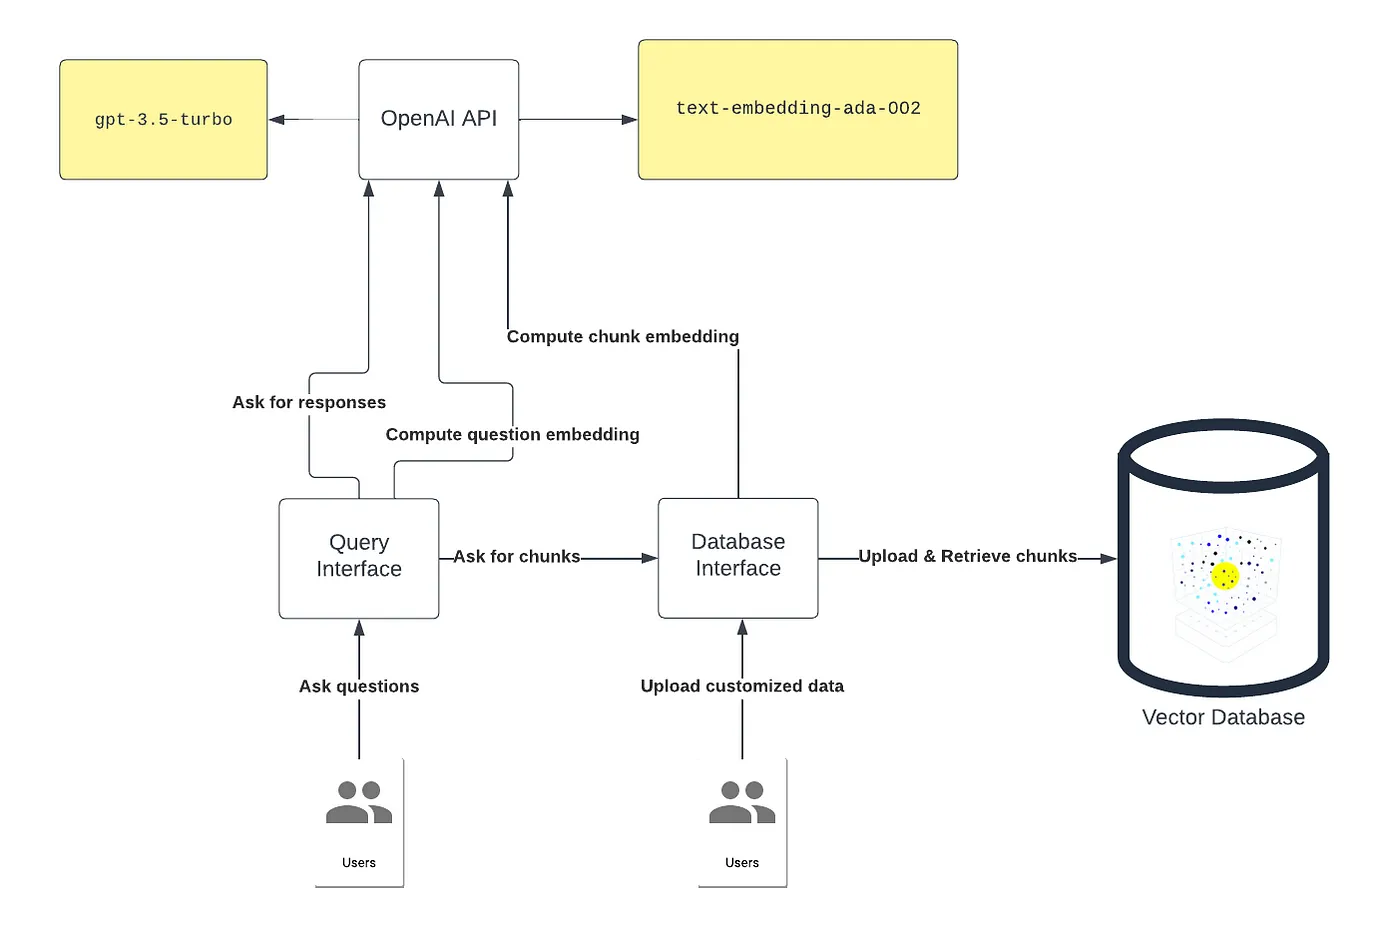 gpt-3.5-turbo
OpenAI API
text-embedding-ada-002
Compute chunk embedding
Ask for responses
Compute question embedding
Query
Interface
Ask for chunks
Database
Interface
Upload & Retrieve chunks
Ask questions
Upload customized data
Vector Database
Users
Users